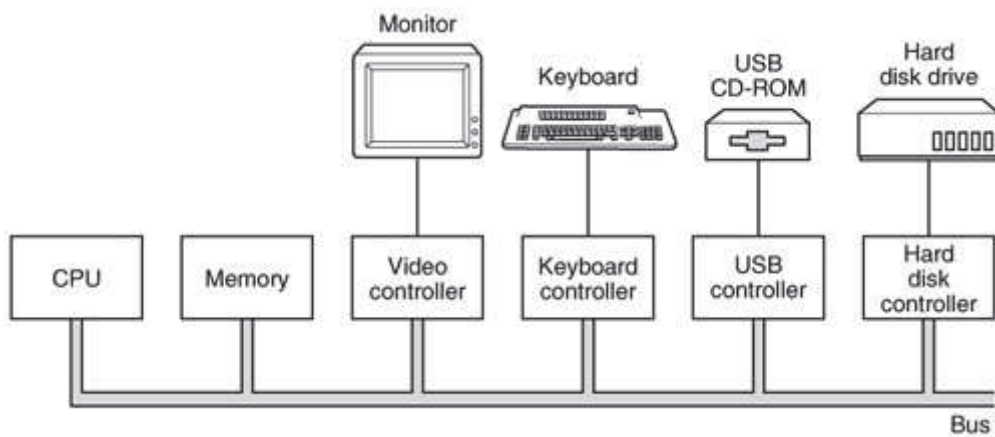 Monitor
Keyboard
USB
CD-ROM
Hard
disk drive
CPU
Memory
Video
controller
Keyboard
controller
USB
controller
Hard
disk
controller
Bus